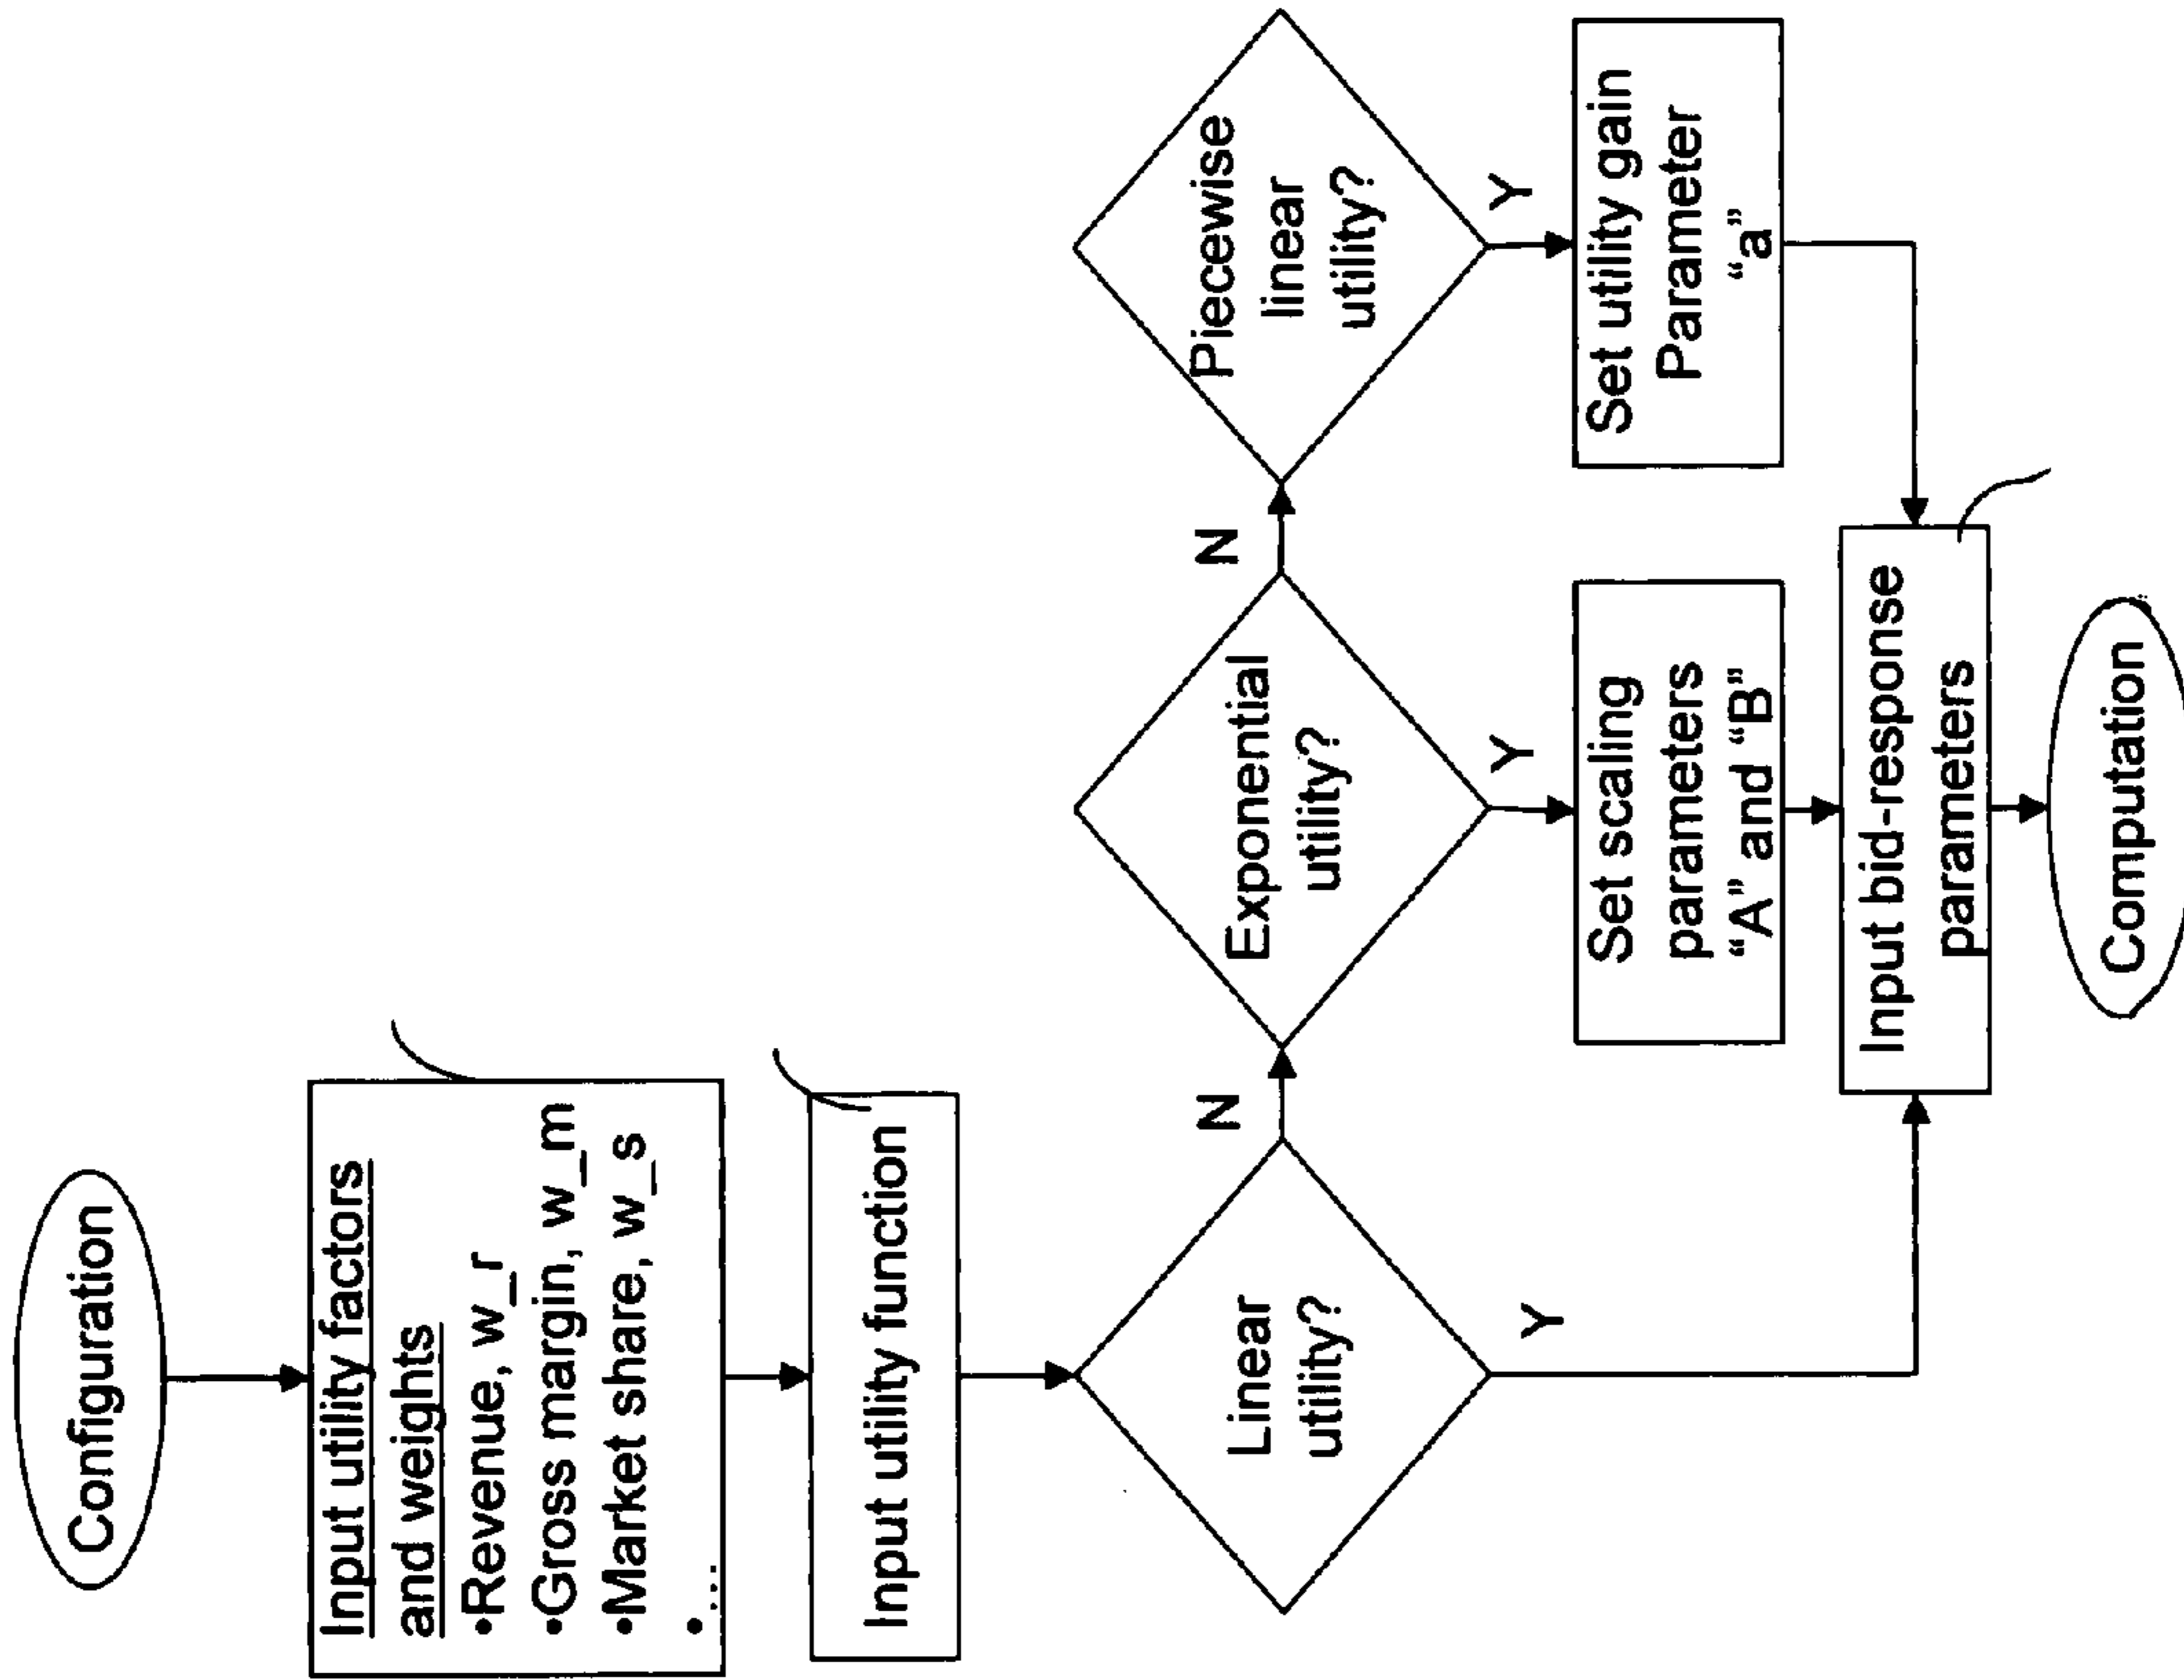 Configuration
Input utility factors
and weights
•Revenue, w_r
•Gross margin, w_m
•Market share, w_s
•...
Input utility function
Linear
utility?
Y
N
Exponential
utility?
Y
N
Piecewise
linear
utility?
Y
Set scaling
parameters
“A” and “B”
Set utility gain
Parameter
“a”
Input bid-response
parameters
Computation